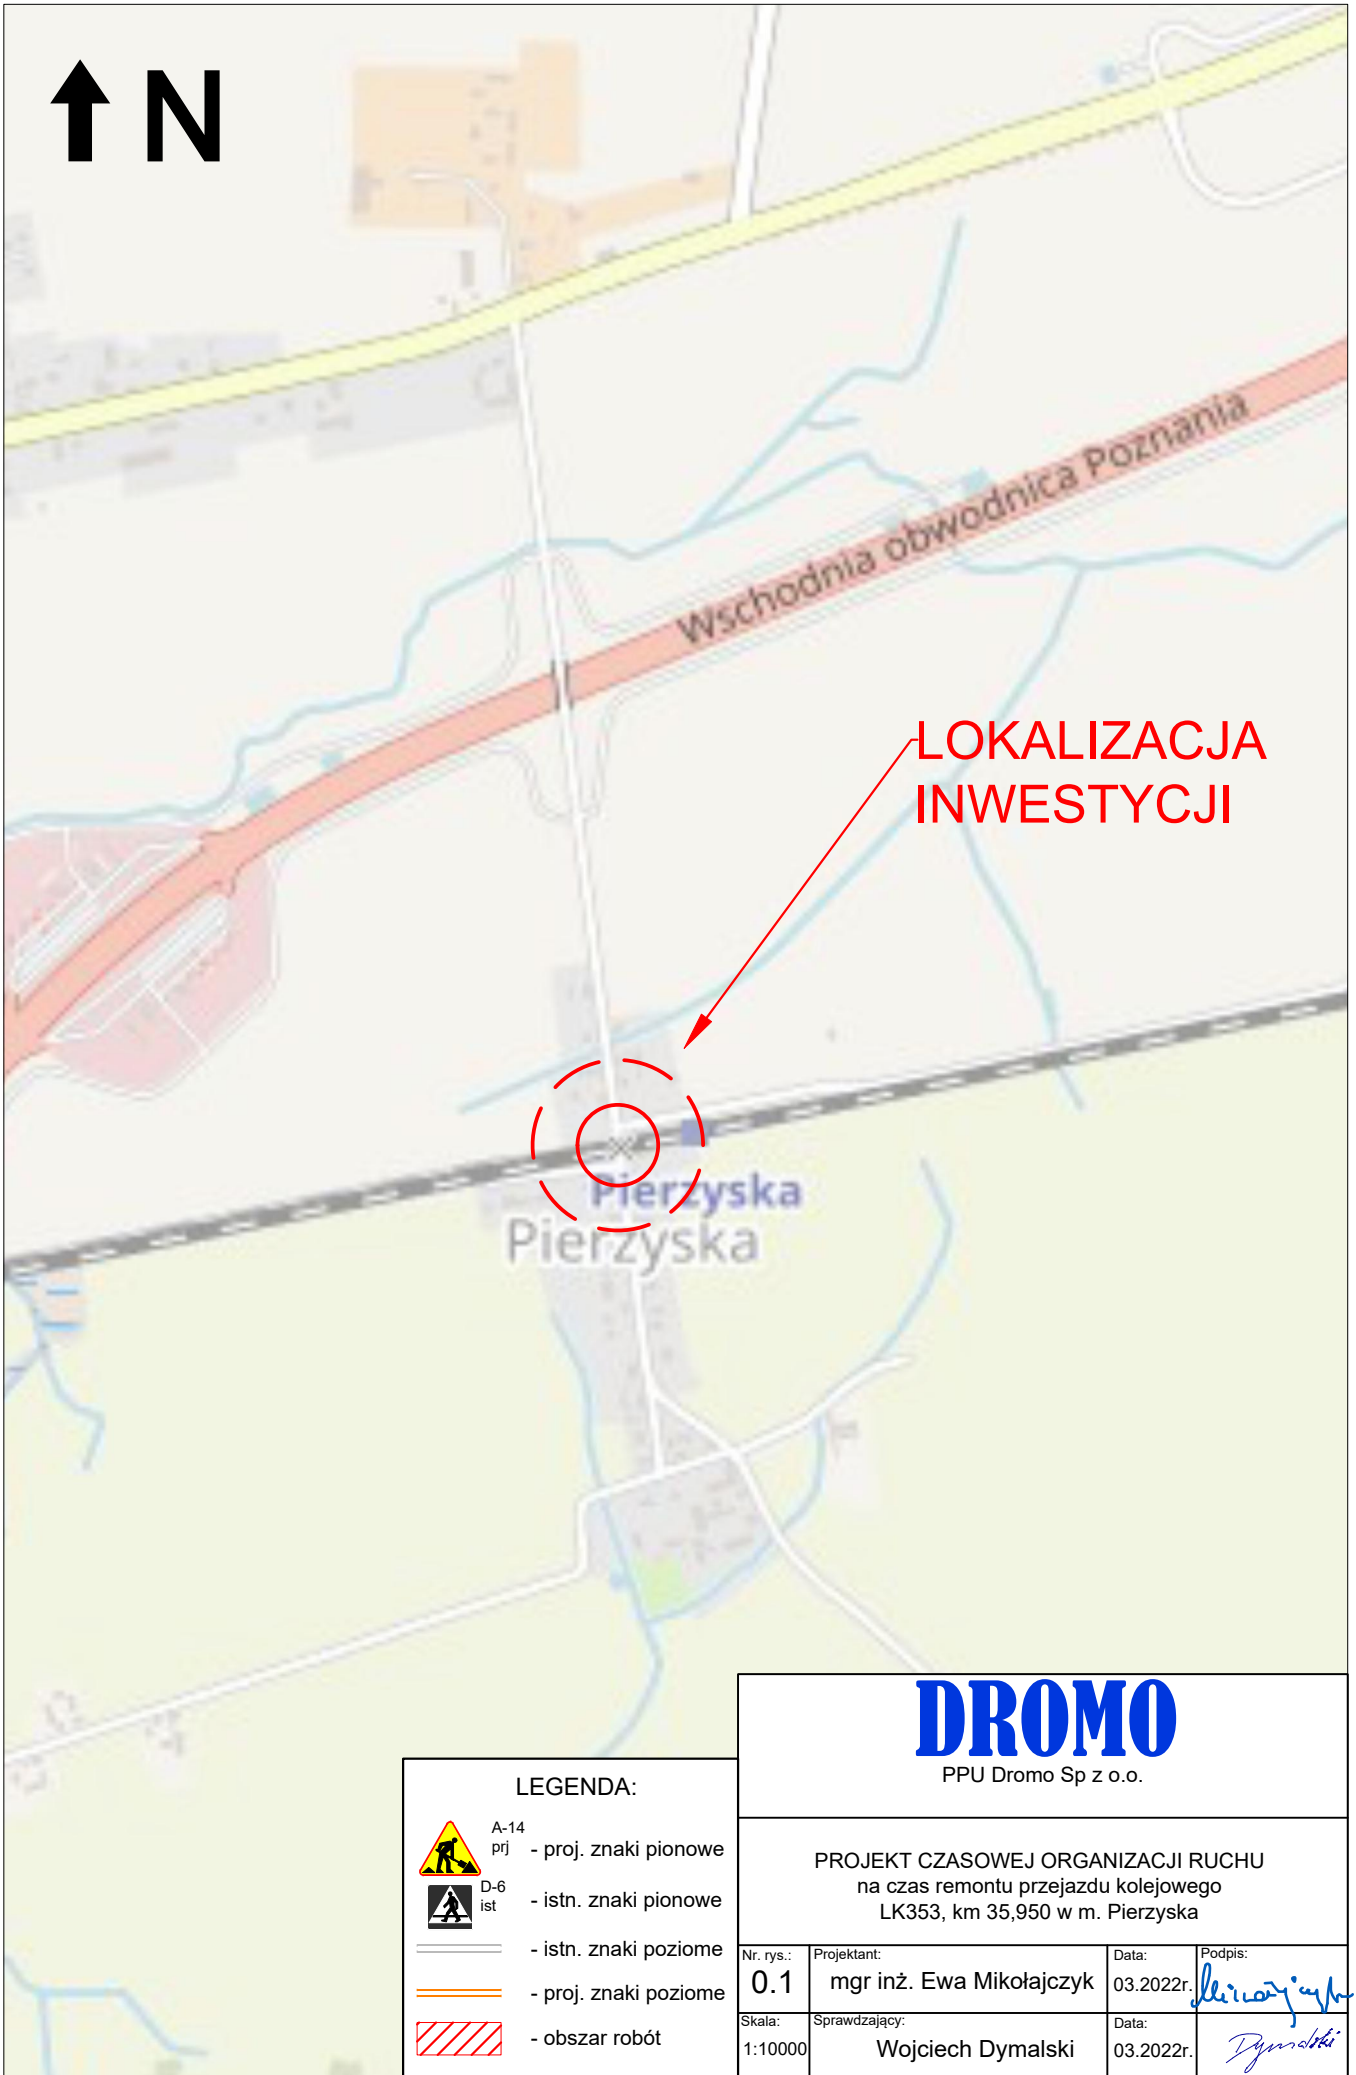 N
Wschodnia obwodnica Poznania
LOKALIZACJA
INWESTYCJI
Pierzyska
Pierzyska
DROMO
PPU Dromo Sp z o.o.
LEGENDA:
A-14
prj - proj. znaki pionowe
D-6
ist - istn. znaki pionowe
- istn. znaki poziome
- proj. znaki poziome
- obszar robót
PROJEKT CZASOWEJ ORGANIZACJI RUCHU
na czas remontu przejazdu kolejowego
LK353, km 35,950 w m. Pierzyska
Nr. rys.: Projektant: Data: Podpis:
0.1 mgr inż. Ewa Mikołajczyk 03.2022r. Mikołajczyk
Skala: Sprawdzający: Data:
1:10000 Wojciech Dymalski 03.2022r. Dymalski